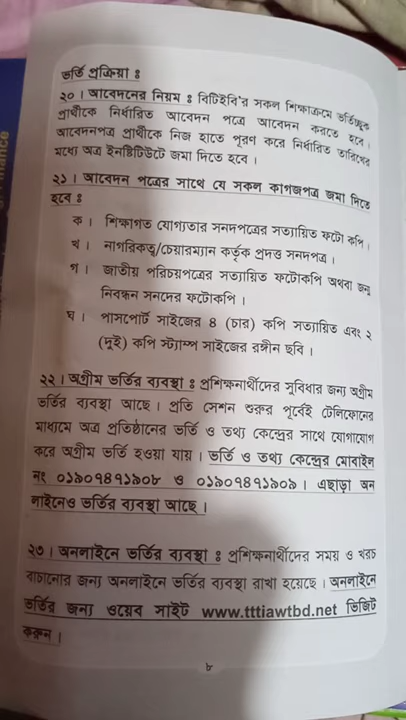 ভর্তি প্রক্রিয়া ঃ
২০। আবেদনের নিয়ম ঃ বিটিইবি'র সকল শিক্ষাক্রমে ভর্তিচ্ছুক
প্রার্থীকে নির্ধারিত আবেদন পত্রে আবেদন করতে হবে।
আবেদনপত্র প্রার্থীকে নিজ হাতে পূরণ করে নির্ধারিত তারিখের
মধ্যে অত্র ইনষ্টিটিউটে জমা দিতে হবে।
২১। আবেদন পত্রের সাথে যে সকল কাগজপত্র জমা দিতে
হবে ঃ
ক। শিক্ষাগত যোগ্যতার সনদপত্রের সত্যায়িত ফটো কপি।
খ। নাগরিকত্ব/চেয়ারম্যান কর্তৃক প্রদত্ত সনদপত্র।
গ। জাতীয় পরিচয়পত্রের সত্যায়িত ফটোকপি অথবা জন্ম
নিবন্ধন সনদের ফটোকপি।
ঘ। পাসপোর্ট সাইজের ৪ (চার) কপি সত্যায়িত এবং ২
(দুই) কপি স্ট্যাম্প সাইজের রঙ্গীন ছবি।
২২। অগ্রীম ভর্তির ব্যবস্থা ঃ প্রশিক্ষনার্থীদের সুবিধার জন্য অগ্রীম
ভর্তির ব্যবস্থা আছে। প্রতি সেশন শুরুর পূর্বেই টেলিফোনের
মাধ্যমে অত্র প্রতিষ্ঠানের ভর্তি ও তথ্য কেন্দ্রের সাথে যোগাযোগ
করে অগ্রীম ভর্তি হওয়া যায়। ভর্তি ও তথ্য কেন্দ্রের মোবাইল
নং ০১৯০৭৪৭১৯০৮ ও ০১৯০৭৪৭১৯০৯। এছাড়া অন
লাইনেও ভর্তির ব্যবস্থা আছে।
২৩। অনলাইনে ভর্তির ব্যবস্থা ঃ প্রশিক্ষনার্থীদের সময় ও খরচ
বাচানোর জন্য অনলাইনে ভর্তির ব্যবস্থা রাখা হয়েছে। অনলাইনে
ভর্তির জন্য ওয়েব সাইট www.tttiawtbd.net ভিজিট
করুন।
৮